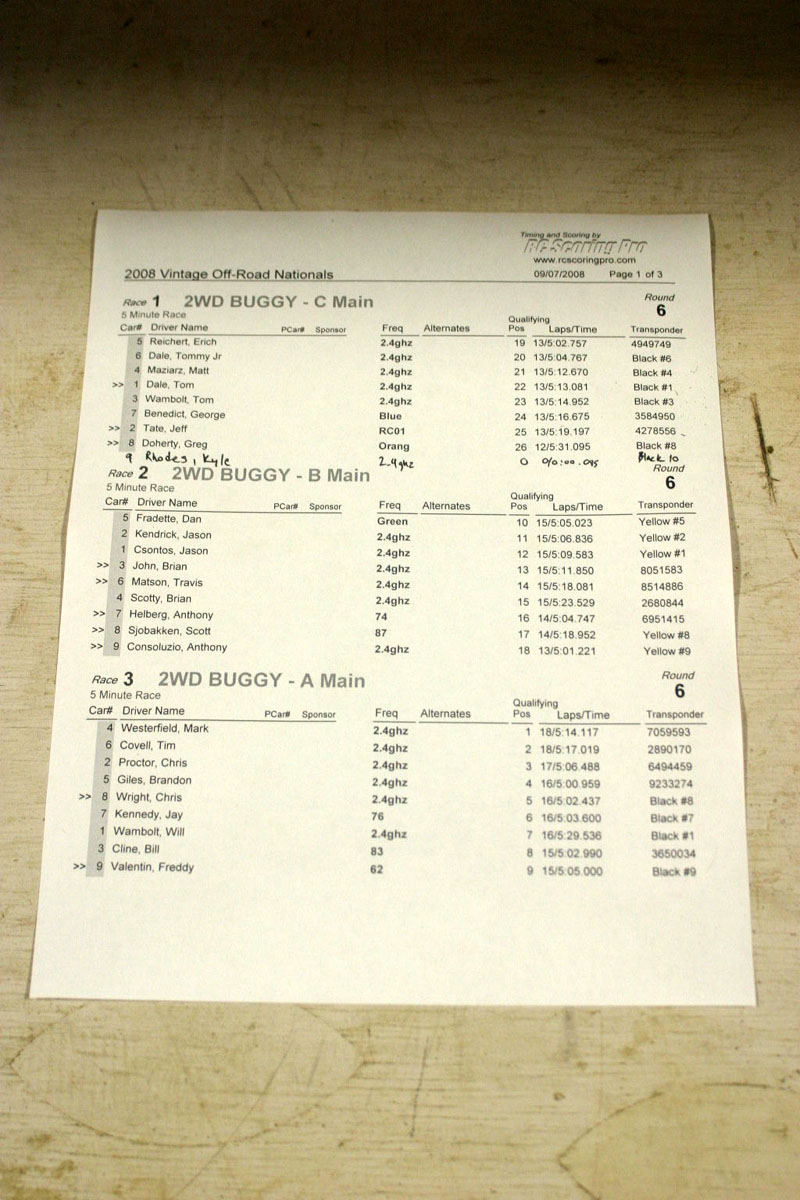 Timing and Scoring by
RC Scoring Pro
www.rcscoringpro.com
2008 Vintage Off-Road Nationals 09/07/2008 Page 1 of 3
Race 1 2WD BUGGY - C Main Round
6
5 Minute Race
Car# Driver Name PCar# Sponsor Freq Alternates Qualifying Pos Laps/Time Transponder
5 Reichert, Erich 2.4ghz 19 13/5:02.757 4949749
6 Dale, Tommy Jr 2.4ghz 20 13/5:04.767 Black #6
4 Maziarz, Matt 2.4ghz 21 13/5:12.670 Black #4
>> 1 Dale, Tom 2.4ghz 22 13/5:13.081 Black #1
3 Wambolt, Tom 2.4ghz 23 13/5:14.952 Black #3
7 Benedict, George Blue 24 13/5:16.675 3584950
>> 2 Tate, Jeff RC01 25 13/5:19.197 4278556
>> 8 Doherty, Greg Orang 26 12/5:31.095 Black #8
9 Rhodes, Kyle 2.4ghz 0 0/0:00.095 Black 10
Race 2 2WD BUGGY - B Main Round
6
5 Minute Race
Car# Driver Name PCar# Sponsor Freq Alternates Qualifying Pos Laps/Time Transponder
5 Fradette, Dan Green 10 15/5:05.023 Yellow #5
2 Kendrick, Jason 2.4ghz 11 15/5:06.836 Yellow #2
1 Csontos, Jason 2.4ghz 12 15/5:09.583 Yellow #1
>> 3 John, Brian 2.4ghz 13 15/5:11.850 8051583
>> 6 Matson, Travis 2.4ghz 14 15/5:18.081 8514886
4 Scotty, Brian 2.4ghz 15 15/5:23.529 2680844
>> 7 Helberg, Anthony 74 16 14/5:04.747 6951415
>> 8 Sjobakken, Scott 87 17 14/5:18.952 Yellow #8
>> 9 Consoluzio, Anthony 2.4ghz 18 13/5:01.221 Yellow #9
Race 3 2WD BUGGY - A Main Round
6
5 Minute Race
Car# Driver Name PCar# Sponsor Freq Alternates Qualifying Pos Laps/Time Transponder
4 Westerfield, Mark 2.4ghz 1 18/5:14.117 7059593
6 Covell, Tim 2.4ghz 2 18/5:17.019 2890170
2 Proctor, Chris 2.4ghz 3 17/5:06.488 6494459
5 Giles, Brandon 2.4ghz 4 16/5:00.959 9233274
>> 8 Wright, Chris 2.4ghz 5 16/5:02.437 Black #8
7 Kennedy, Jay 76 6 16/5:03.600 Black #7
1 Wambolt, Will 2.4ghz 7 16/5:29.536 Black #1
3 Cline, Bill 83 8 15/5:02.990 3650034
>> 9 Valentin, Freddy 62 9 15/5:05.000 Black #9